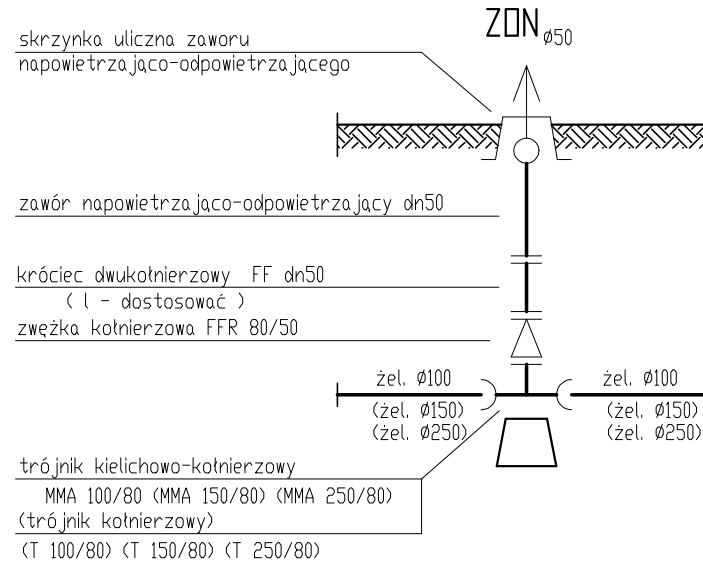 ZON ø50
skrzynka uliczna zaworu
napowietrzająco-odpowietrzającego
zawór napowietrzająco-odpowietrzający dn50
króciec dwukołnierzowy FF dn50
( l - dostosować )
zwężka kołnierzowa FFR 80/50
żel. Ø100
(żel. Ø150)
(żel. Ø250)
żel. Ø100
(żel. Ø150)
(żel. Ø250)
trójnik kielichowo-kołnierzowy
MMA 100/80 (MMA 150/80) (MMA 250/80)
(trójnik kołnierzowy)
(T 100/80) (T 150/80) (T 250/80)